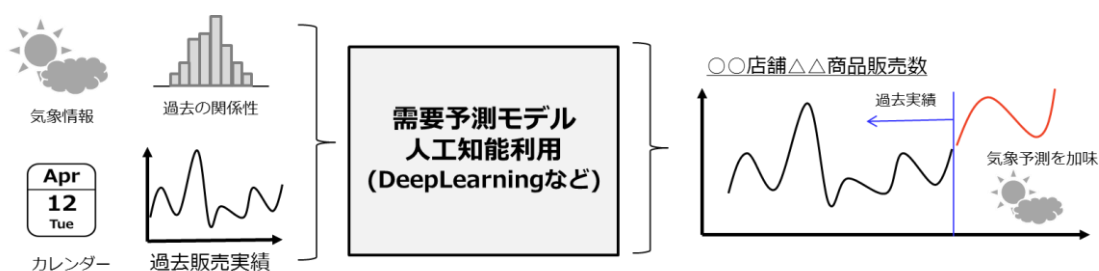 気象情報
過去の関係性
Apr
12
Tue
カレンダー
過去販売実績
需要予測モデル
人工知能利用
(DeepLearningなど)
○○店舗△△商品販売数
過去実績
気象予測を加味